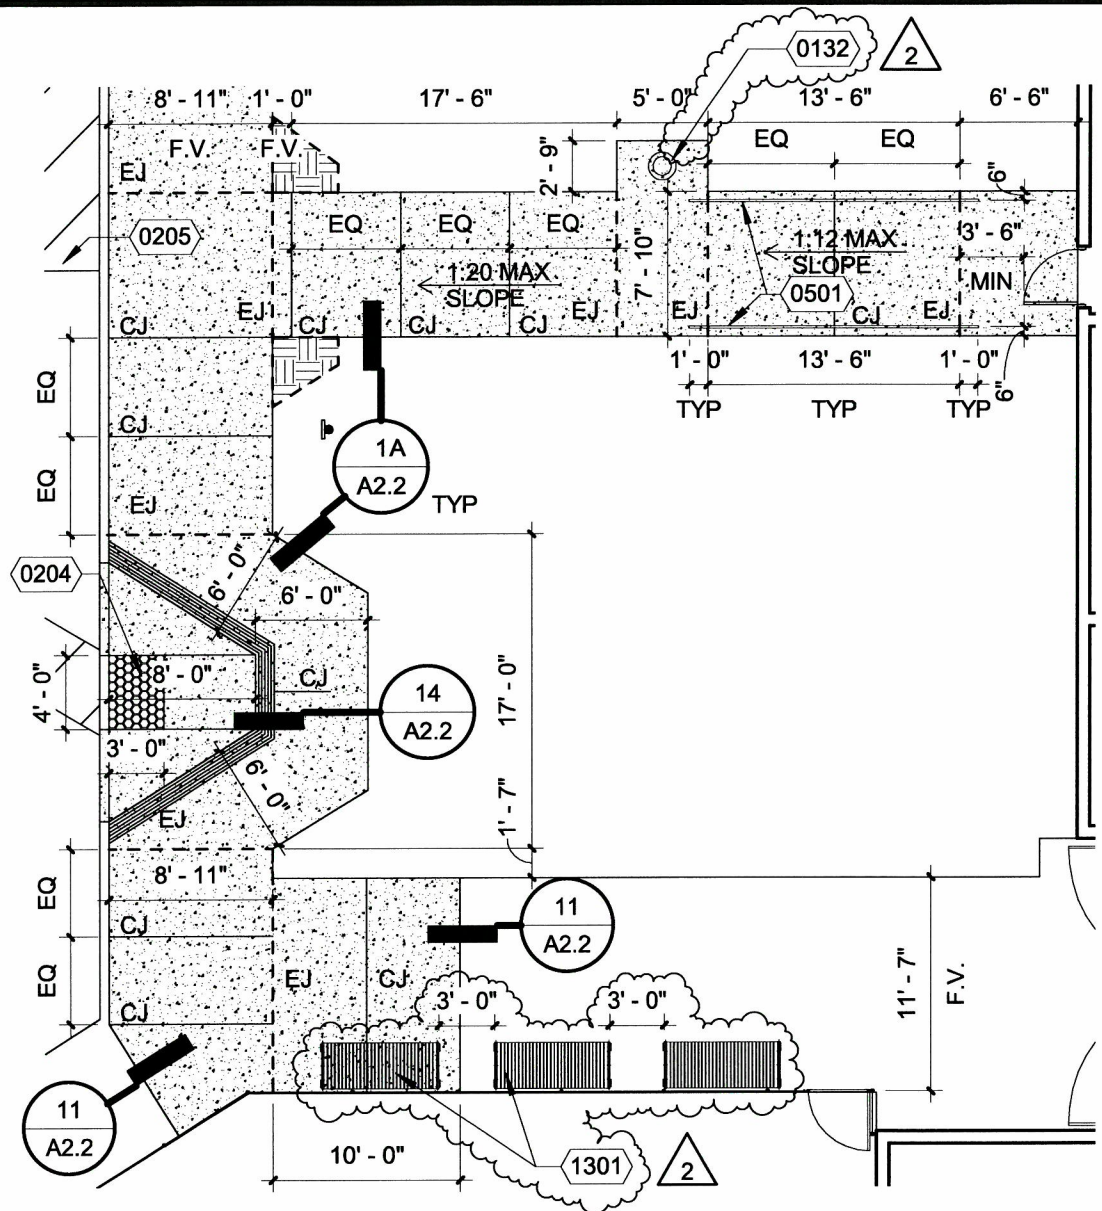 0132
2
8' - 11"
1' - 0"
17' - 6"
5' - 0"
13' - 6"
6' - 6"
F.V.
F.V
EJ
2' - 9"
EQ
EQ
6"
0205
EQ
EQ
EQ
7' - 10"
1:12 MAX
SLOPE
3' - 6"
MIN
1:20 MAX
SLOPE
0501
CJ
EJ
CJ
CJ
CJ
EJ
EJ
CJ
EJ
1' - 0"
13' - 6"
1' - 0"
6"
TYP
TYP
TYP
EQ
CJ
1A
A2.2
TYP
EQ
EJ
0204
6' - 0"
6' - 0"
4' - 0"
8' - 0"
CJ
14
A2.2
17' - 0"
3' - 0"
6' - 0"
EJ
1' - 7"
8' - 11"
EQ
CJ
11
A2.2
EQ
EJ
CJ
CJ
3' - 0"
3' - 0"
11' - 7"
F.V.
11
A2.2
10' - 0"
1301
2